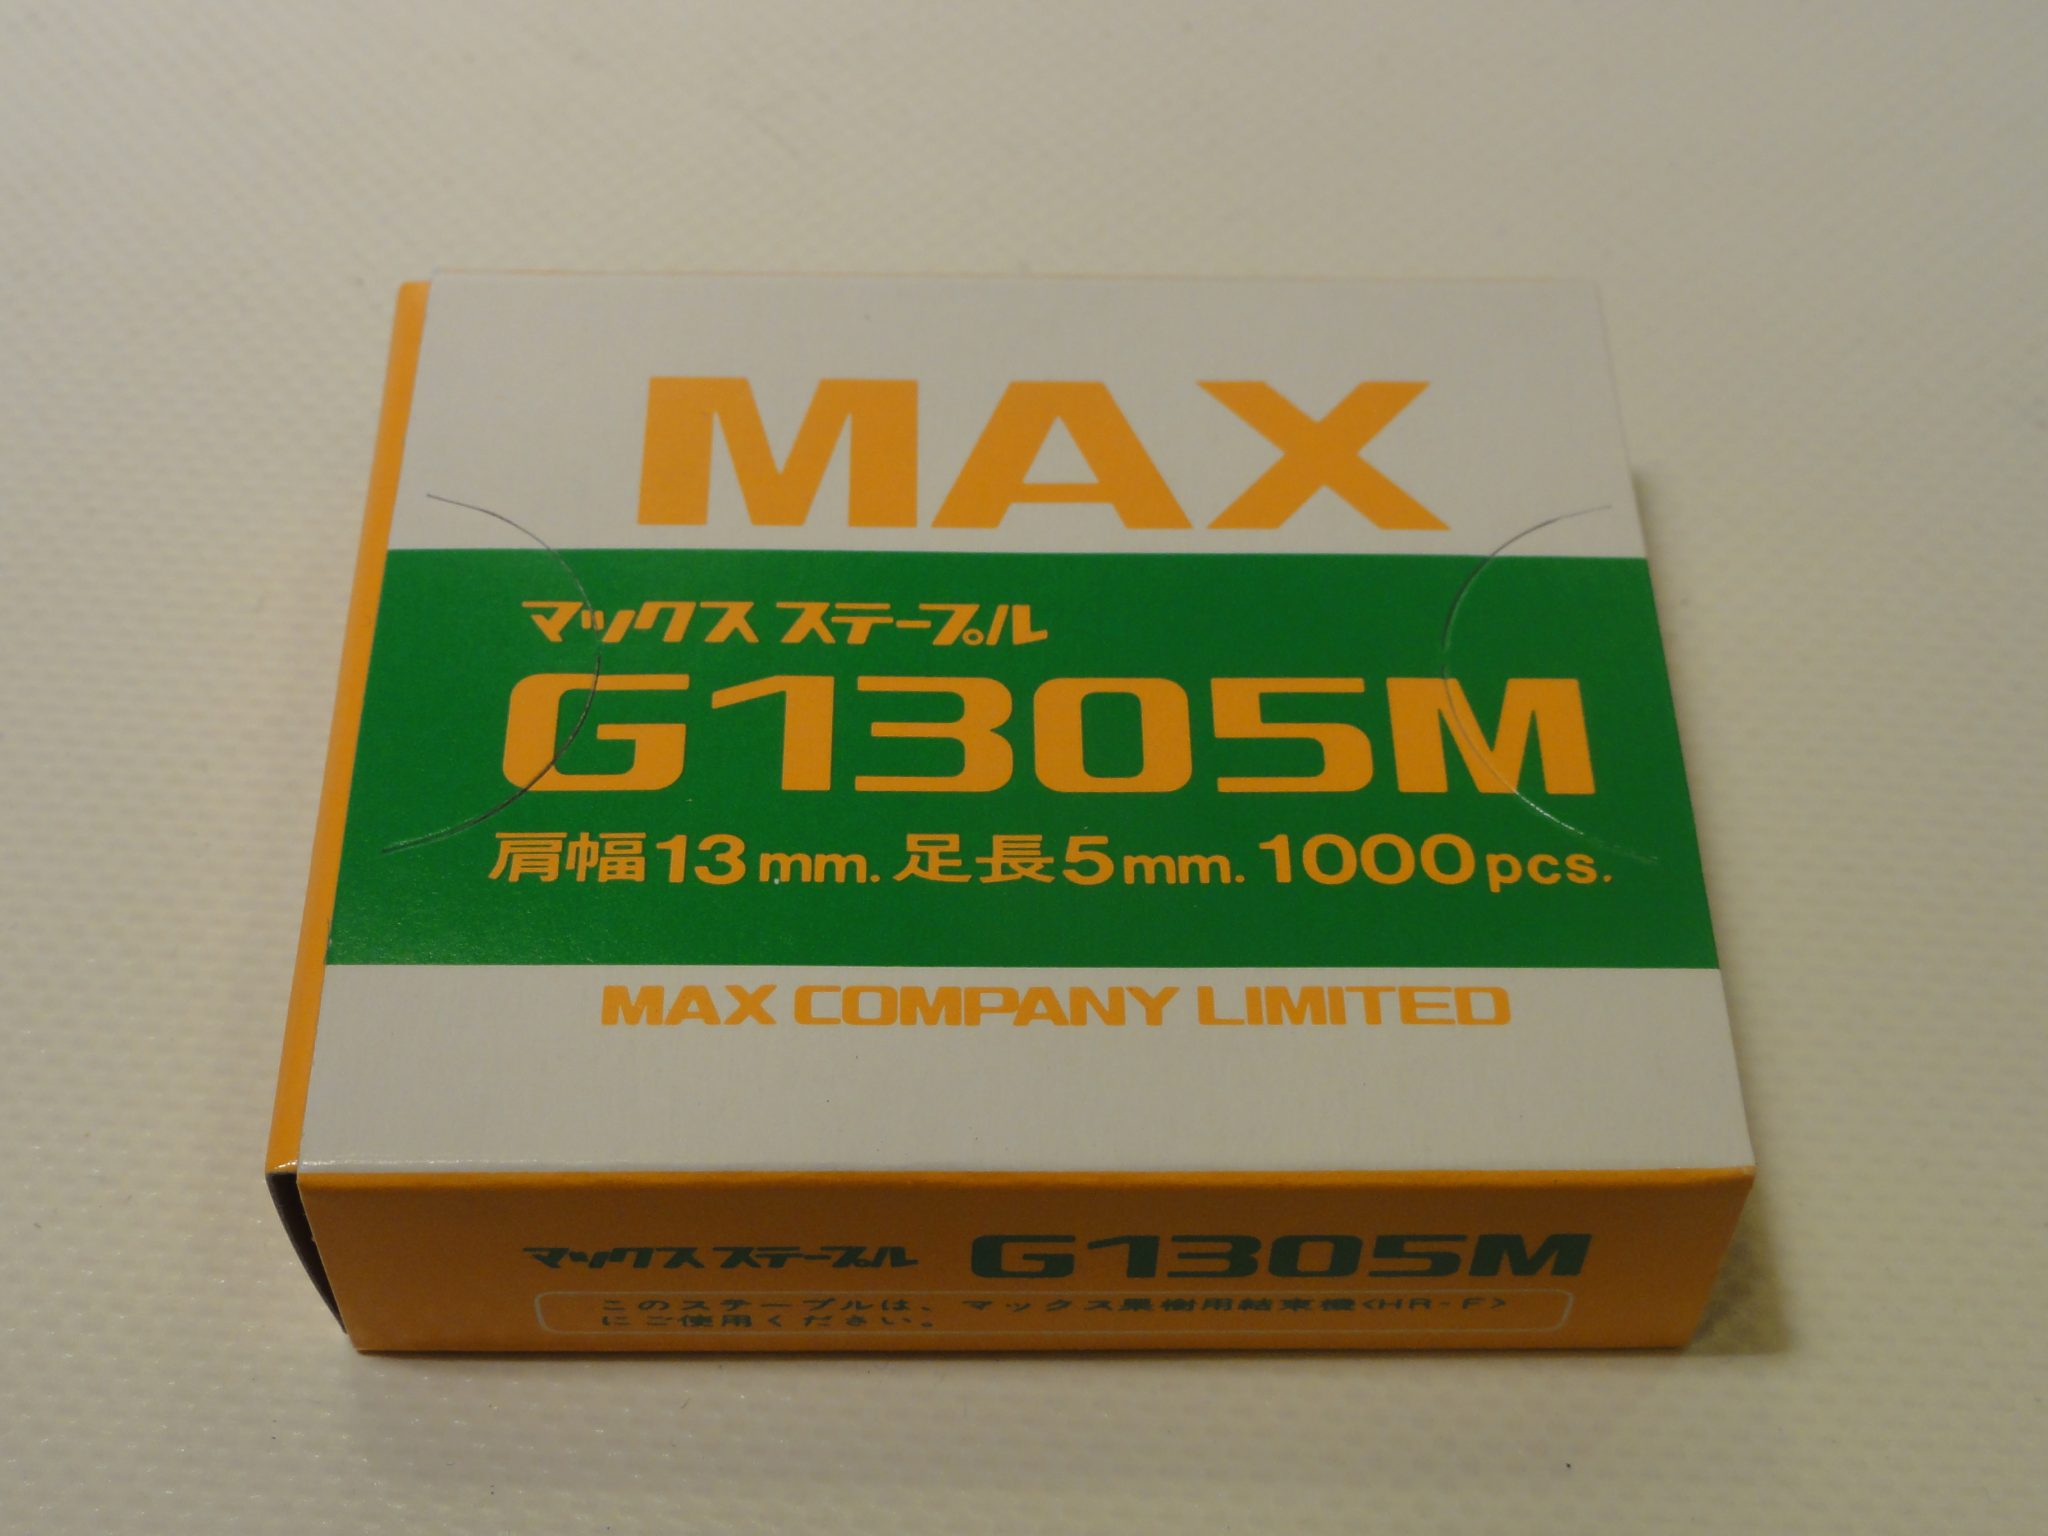 MAX
マックス ステープル
G1305M
肩幅13mm. 足長5mm. 1000pcs.
MAX COMPANY LIMITED
マックス ステープル G1305M
このステープルは、マックス果樹用結束機<HR-F>
にご使用ください。